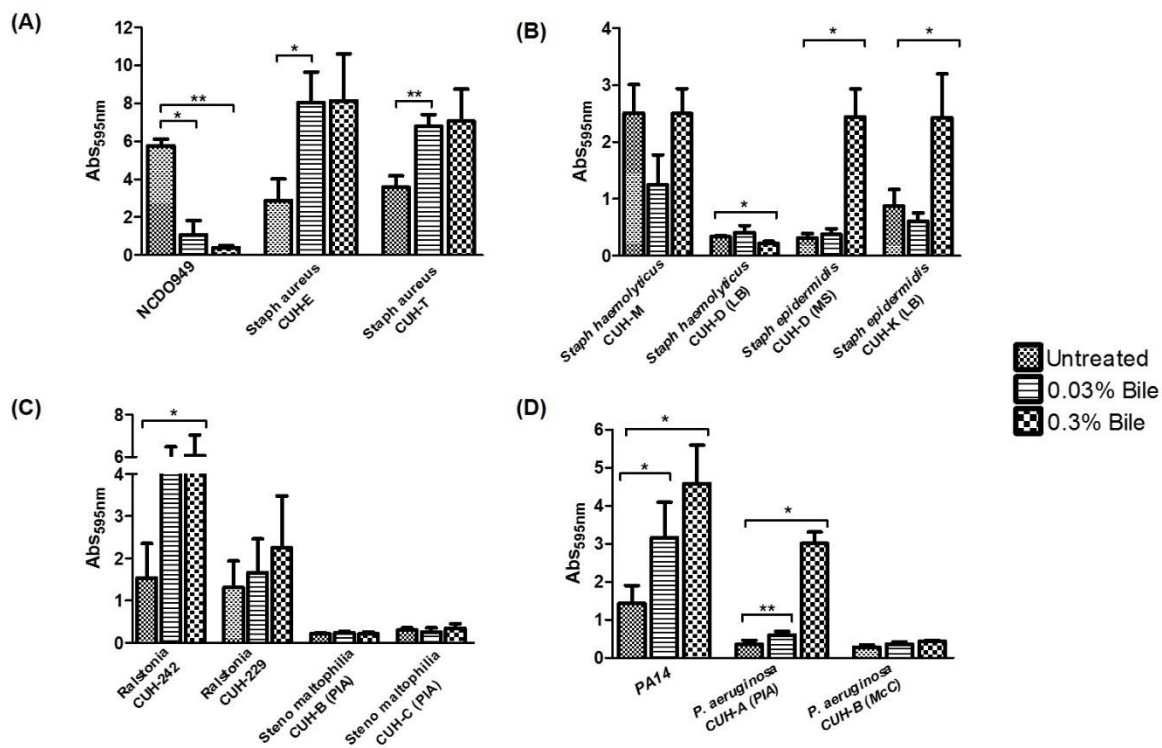 (A)
Abs595nm
12
10
8
6
4
2
0
*
**
*
**
NCDO949
Staph aureus
CUH-E
Staph aureus
CUH-T
(B)
Abs595nm
4
3
2
1
0
*
*
*
Staph haemolyticus
CUH-M
Staph haemolyticus
CUH-D (LB)
Staph epidermidis
CUH-D (MS)
Staph epidermidis
CUH-K (LB)
Untreated
0.03% Bile
0.3% Bile
(C)
Abs595nm
8
6
4
3
2
1
0
*
Ralstonia
CUH-242
Ralstonia
CUH-229
Steno maltophilia
CUH-B (PIA)
Steno maltophilia
CUH-C (PIA)
(D)
Abs595nm
6
5
4
3
2
1
0
*
*
*
**
PA14
P. aeruginosa
CUH-A (PIA)
P. aeruginosa
CUH-B (McC)